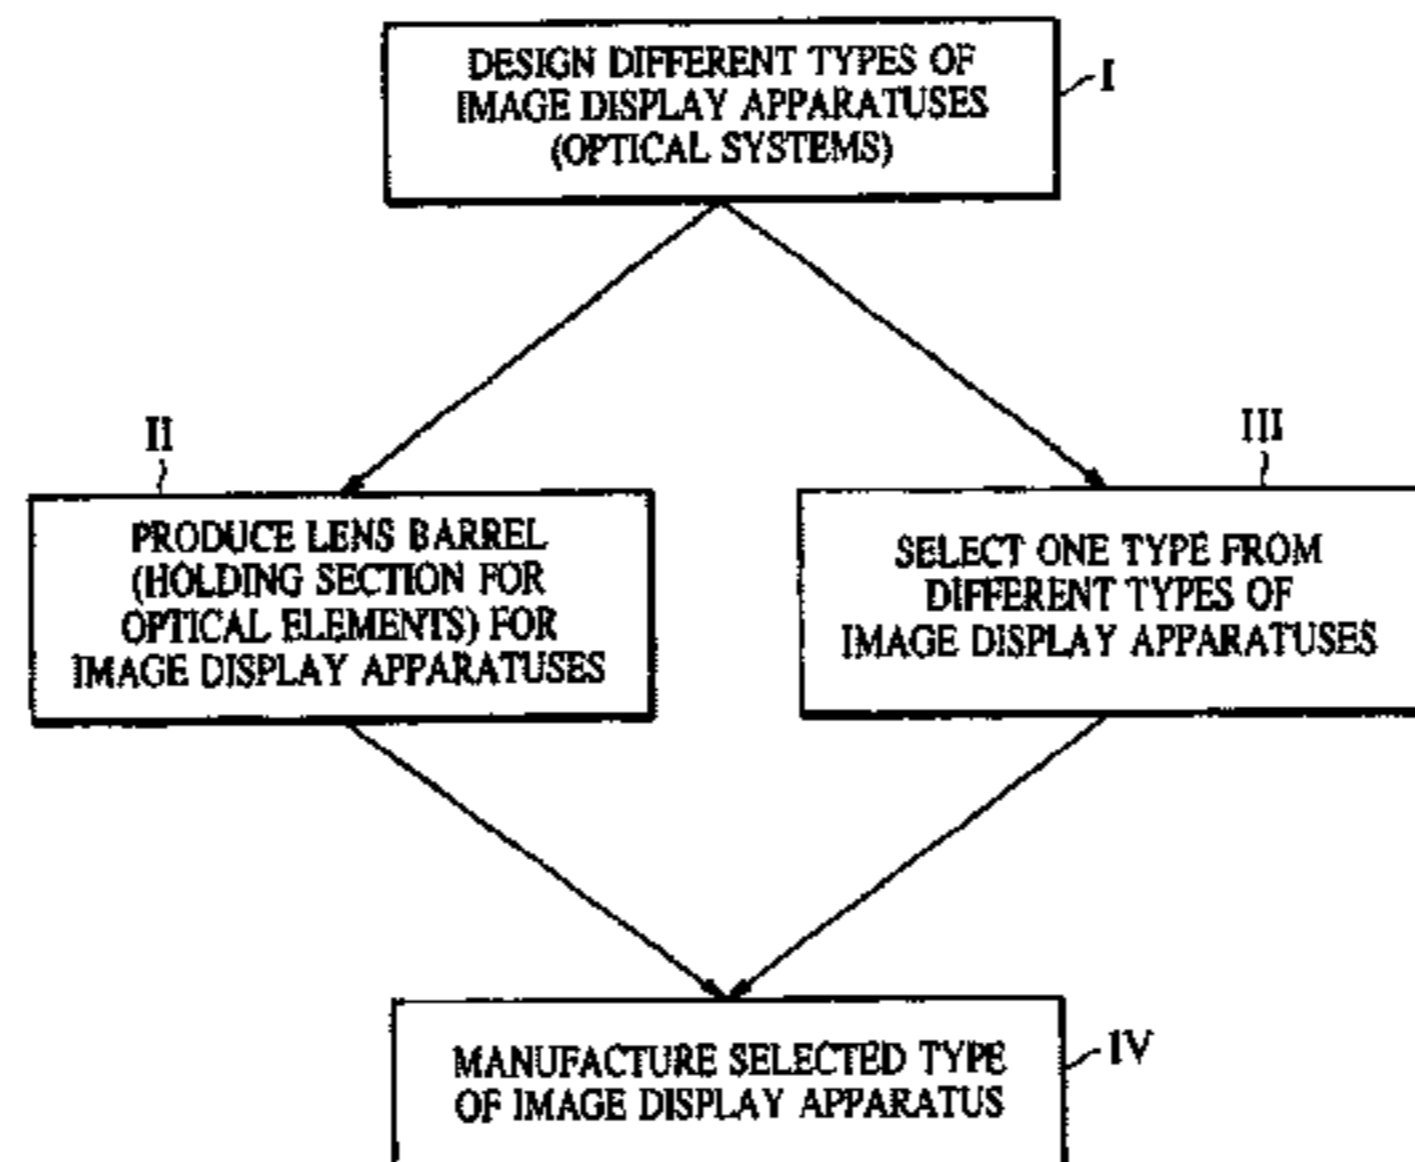 DESIGN DIFFERENT TYPES OF
IMAGE DISPLAY APPARATUSES
(OPTICAL SYSTEMS)
I
II
PRODUCE LENS BARREL
(HOLDING SECTION FOR
OPTICAL ELEMENTS) FOR
IMAGE DISPLAY APPARATUSES
III
SELECT ONE TYPE FROM
DIFFERENT TYPES OF
IMAGE DISPLAY APPARATUSES
MANUFACTURE SELECTED TYPE
OF IMAGE DISPLAY APPARATUS
IV